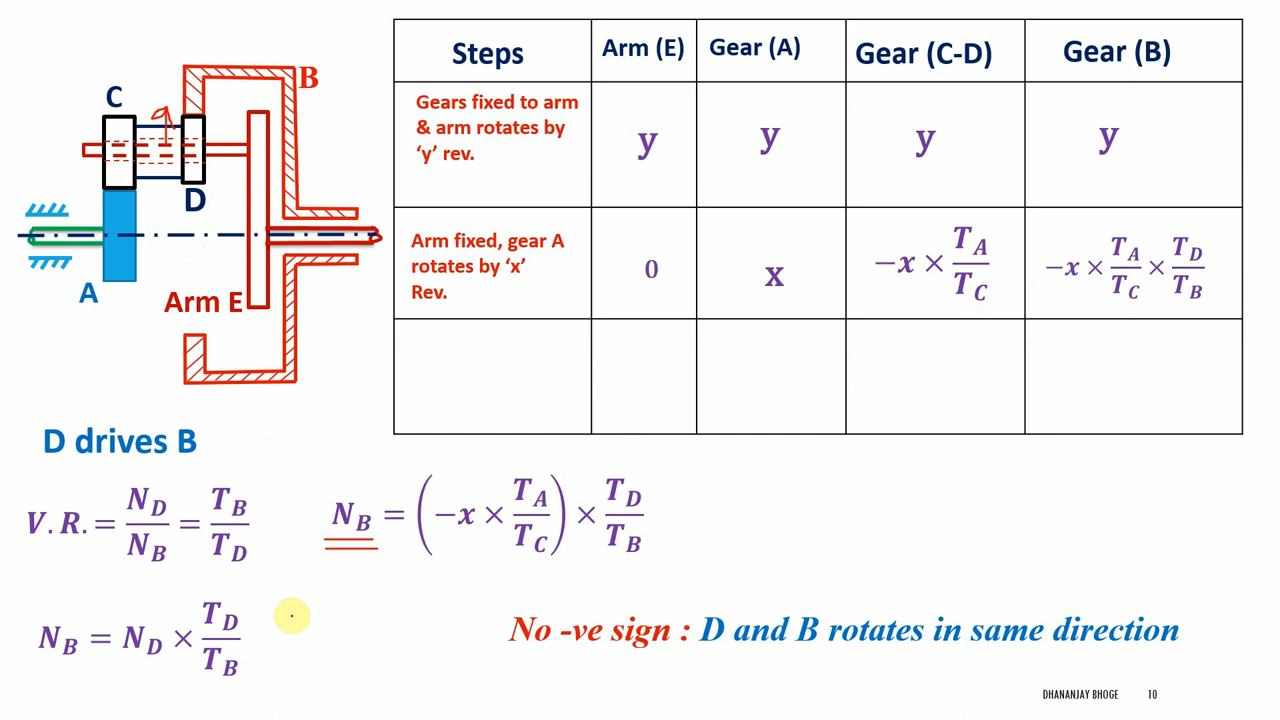 B
C
D
A
Arm E
Steps Arm (E) Gear (A) Gear (C-D) Gear (B)
Gears fixed to arm
& arm rotates by
‘y’ rev.
y y y y
Arm fixed, gear A
rotates by ‘x’
Rev.
0 x −x × T_A/T_C −x × T_A/T_C × T_D/T_B
D drives B
V.R. = N_D/N_B = T_B/T_D
N_B = (−x × T_A/T_C) × T_D/T_B
N_B = N_D × T_D/T_B
No -ve sign : D and B rotates in same direction
DHANANJAY BHOGE 10